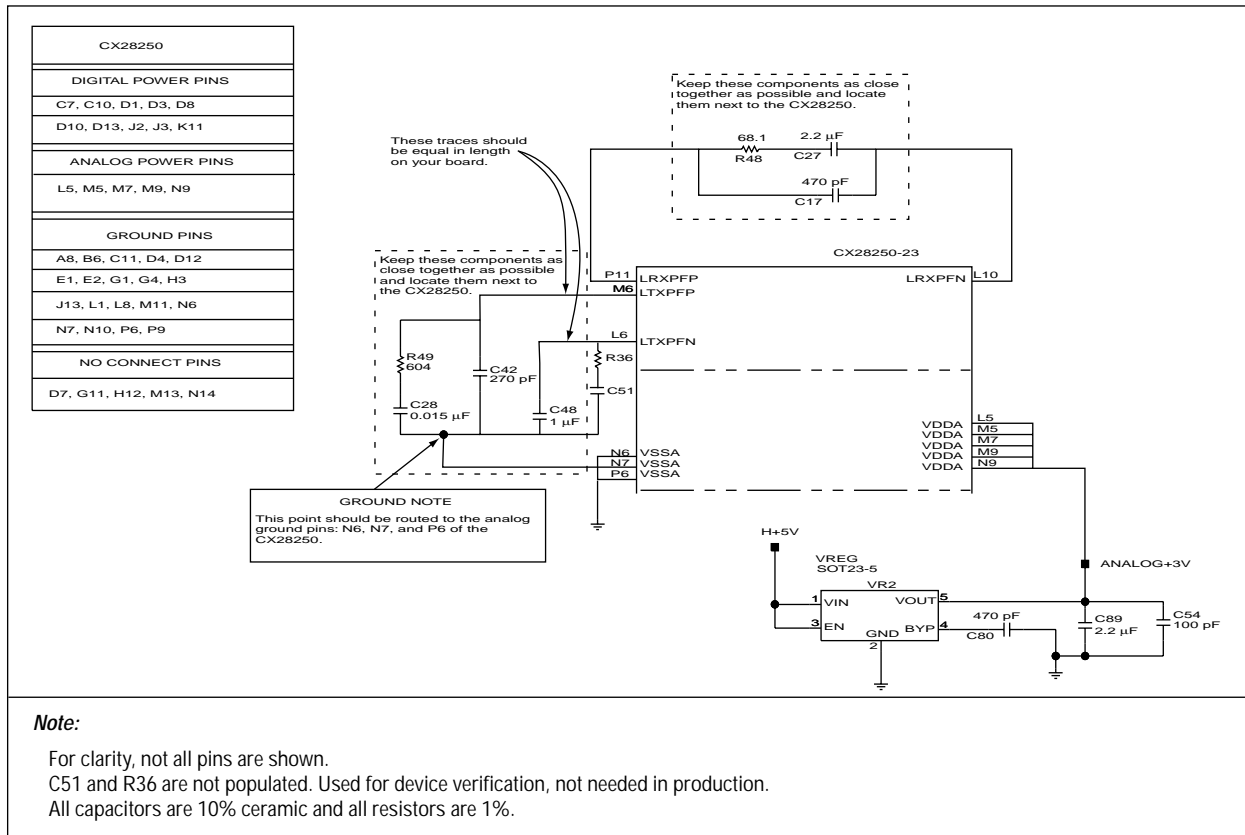 CX28250
DIGITAL POWER PINS
C7, C10, D1, D3, D8
D10, D13, J2, J3, K11
ANALOG POWER PINS
L5, M5, M7, M9, N9
GROUND PINS
A8, B6, C11, D4, D12
E1, E2, G1, G4, H3
J13, L1, L8, M11, N6
N7, N10, P6, P9
NO CONNECT PINS
D7, G11, H12, M13, N14
These traces should
be equal in length
on your board.
Keep these components as close
together as possible and locate
them next to the CX28250.
68.1
R48
2.2 µF
C27
470 pF
C17
Keep these components as
close together as possible
and locate them next to
the CX28250.
R49
604
C28
0.015 µF
C42
270 pF
C48
1 µF
R36
C51
CX28250-23
P11
LRXPFP
M6
LTXPFP
L6
LTXPFN
LRXPFN
L10
N6
VSSA
N7
VSSA
P6
VSSA
VDDA
L5
VDDA
M5
VDDA
M7
VDDA
M9
VDDA
N9
GROUND NOTE
This point should be routed to the analog
ground pins: N6, N7, and P6 of the
CX28250.
H+5V
VREG
SOT23-5
VR2
1
VIN
3
EN
GND
2
VOUT
5
BYP
4
470 pF
C80
ANALOG+3V
C89
2.2 µF
C54
100 pF
Note:
For clarity, not all pins are shown.
C51 and R36 are not populated. Used for device verification, not needed in production.
All capacitors are 10% ceramic and all resistors are 1%.